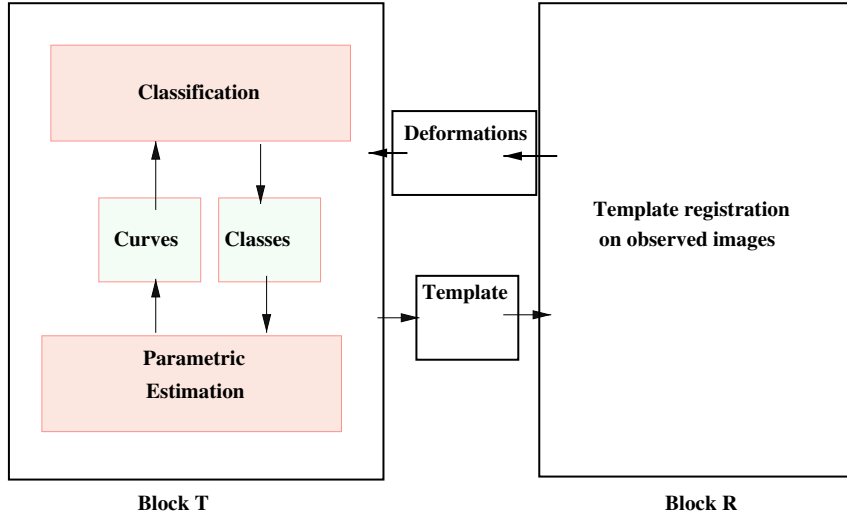 Classification
Deformations
Curves
Classes
Template registration
on observed images
Template
Parametric
Estimation
Block T
Block R